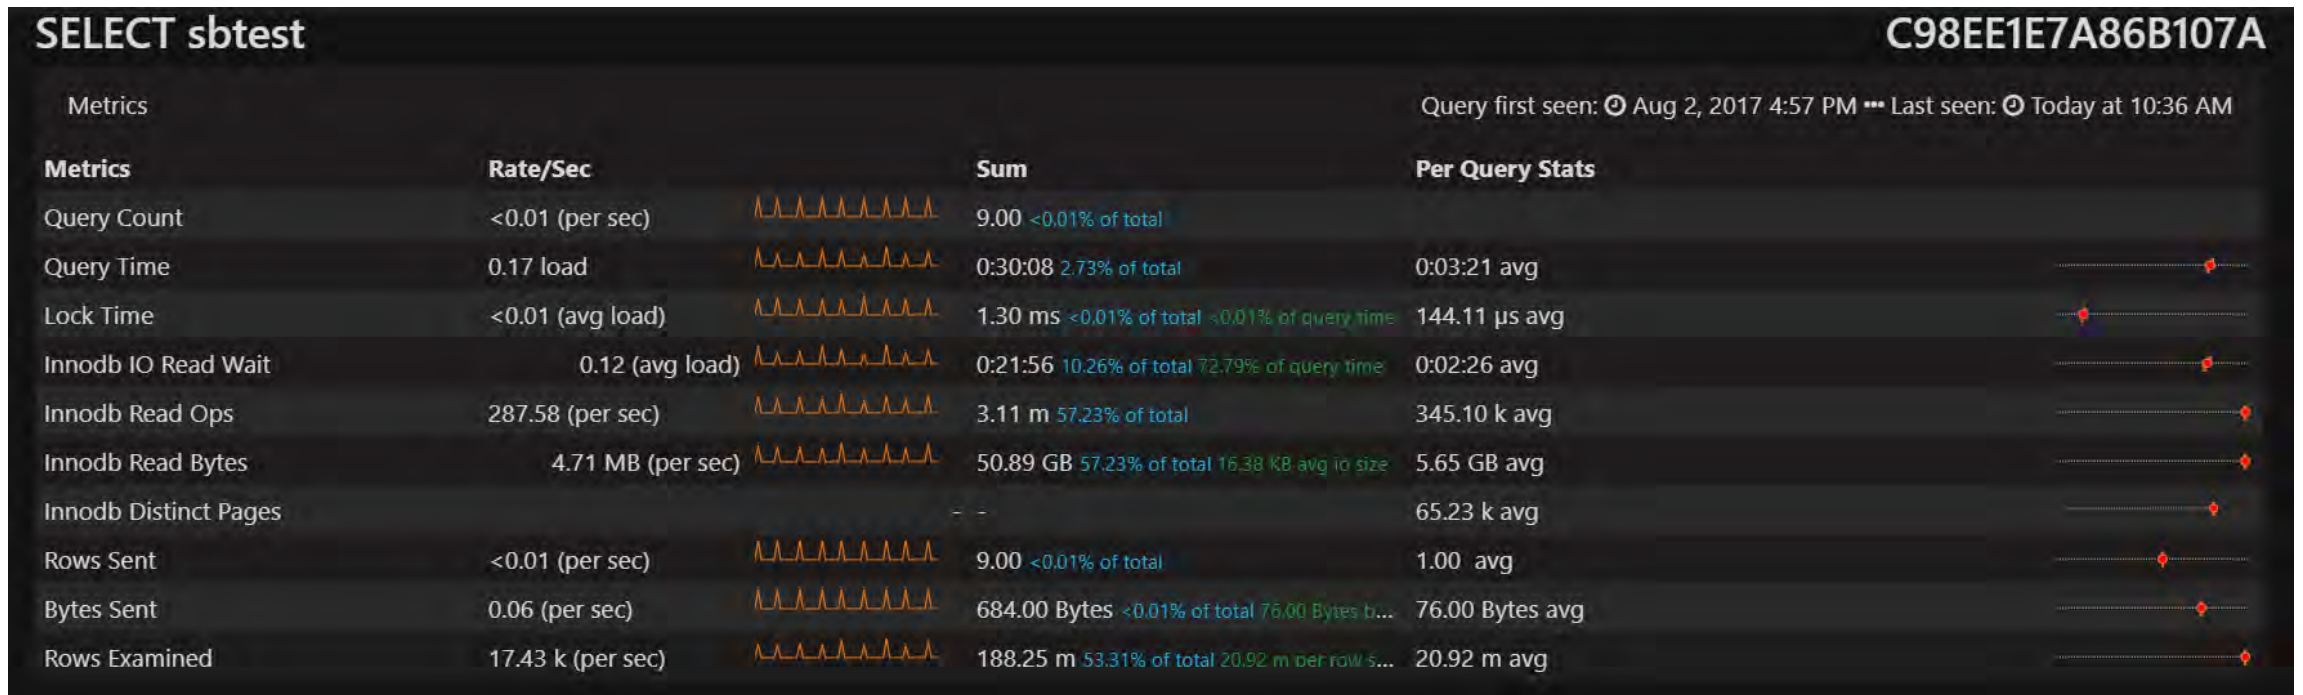 SELECT sbtest C98EE1E7A86B107A
Metrics Query first seen: Aug 2, 2017 4:57 PM ••• Last seen: Today at 10:36 AM
Metrics Rate/Sec Sum Per Query Stats
Query Count <0.01 (per sec) 9.00 <0.01% of total
Query Time 0.17 load 0:30:08 2.73% of total 0:03:21 avg
Lock Time <0.01 (avg load) 1.30 ms <0.01% of total <0.01% of query time 144.11 µs avg
Innodb IO Read Wait 0.12 (avg load) 0:21:56 10.26% of total 72.79% of query time 0:02:26 avg
Innodb Read Ops 287.58 (per sec) 3.11 m 57.23% of total 345.10 k avg
Innodb Read Bytes 4.71 MB (per sec) 50.89 GB 57.23% of total 16.38 KB avg io size 5.65 GB avg
Innodb Distinct Pages - - 65.23 k avg
Rows Sent <0.01 (per sec) 9.00 <0.01% of total 1.00 avg
Bytes Sent 0.06 (per sec) 684.00 Bytes <0.01% of total 76.00 Bytes b... 76.00 Bytes avg
Rows Examined 17.43 k (per sec) 188.25 m 53.31% of total 20.92 m per row s... 20.92 m avg